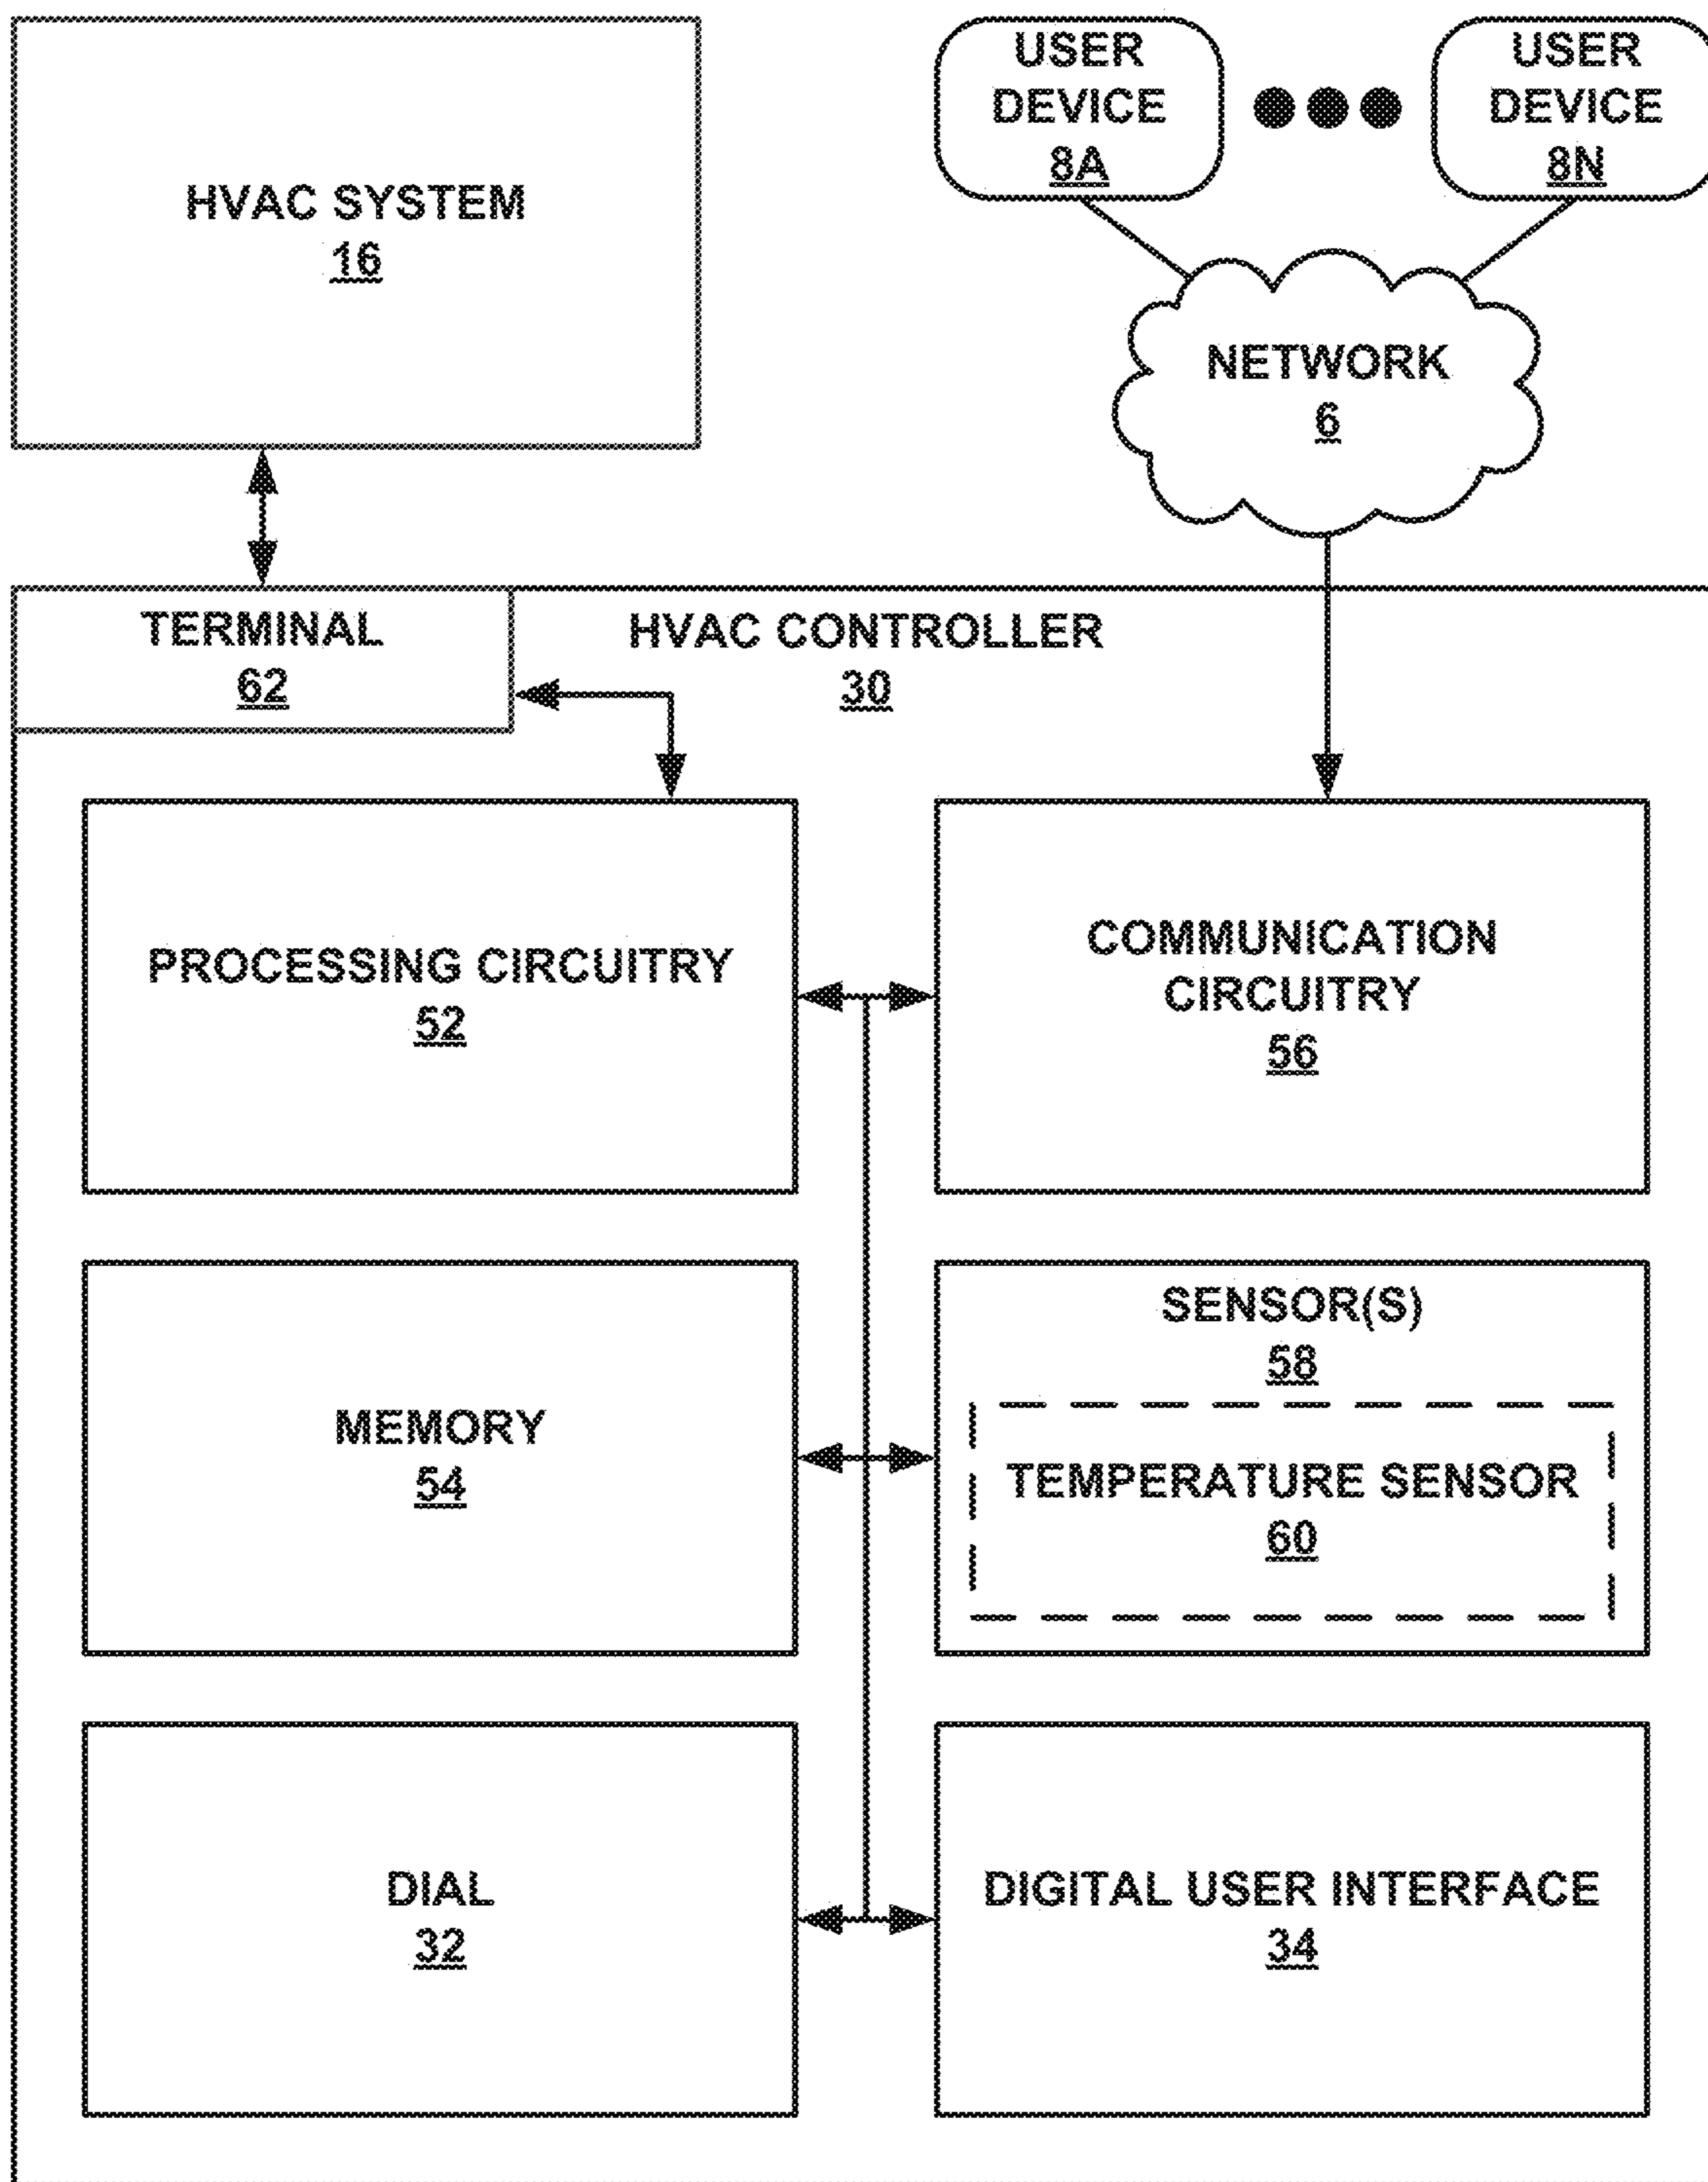 HVAC SYSTEM
16
USER
DEVICE
8A
USER
DEVICE
8N
NETWORK
6
TERMINAL
62
HVAC CONTROLLER
30
PROCESSING CIRCUITRY
52
COMMUNICATION
CIRCUITRY
56
MEMORY
54
SENSOR(S)
58
TEMPERATURE SENSOR
60
DIAL
32
DIGITAL USER INTERFACE
34